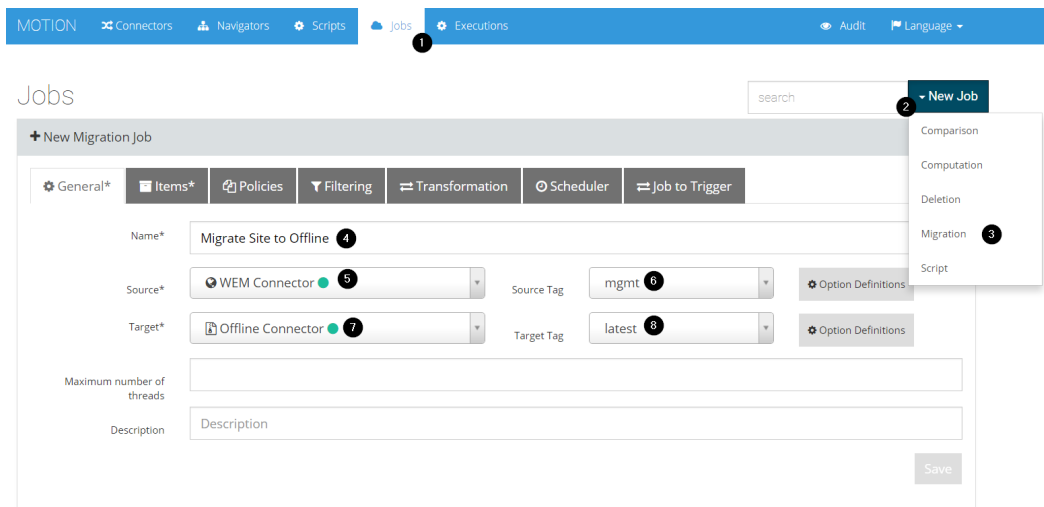 MOTION Connectors Navigators Scripts Jobs Executions Audit Language
1
Jobs
search
2
New Job
New Migration Job
Comparison
Computation
Deletion
Migration 3
Script
General* Items* Policies Filtering Transformation Scheduler Job to Trigger
Name* Migrate Site to Offline 4
Source* WEM Connector 5 Source Tag mgmt 6 Option Definitions
Target* Offline Connector 7 Target Tag latest 8 Option Definitions
Maximum number of
threads
Description Description
Save